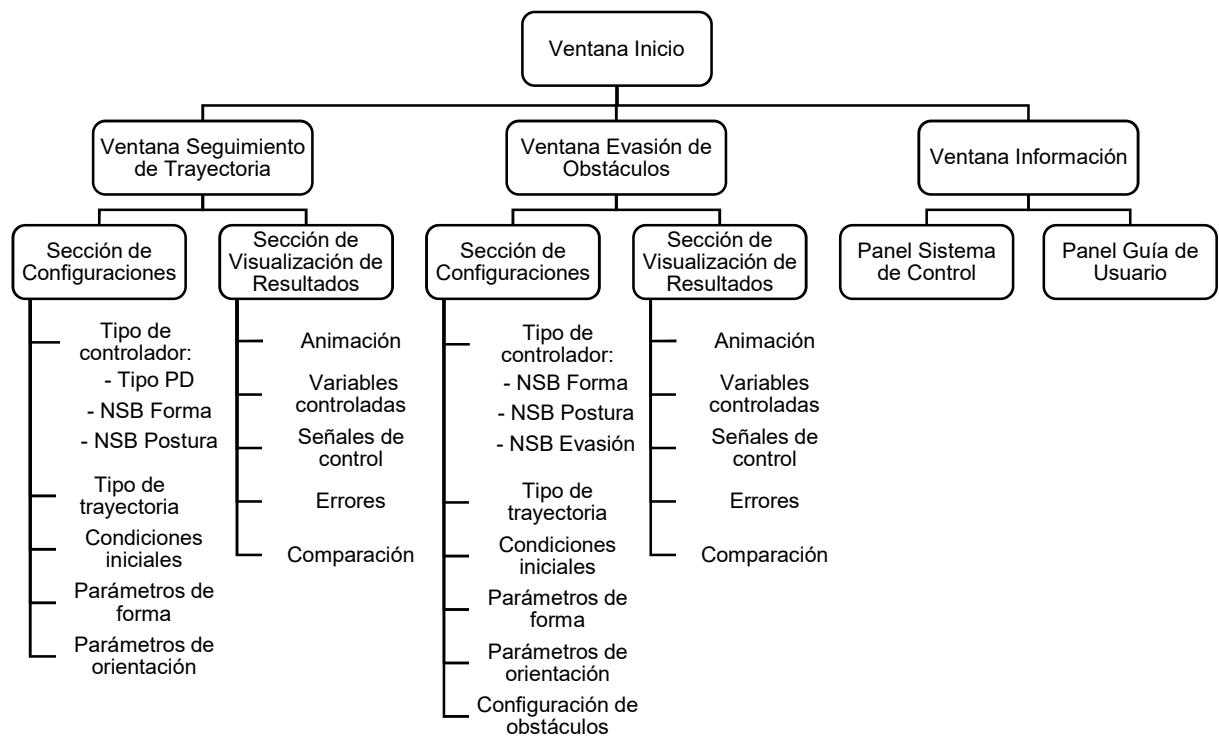 Ventana Inicio
Ventana Seguimiento
de Trayectoria
Ventana Evasión de
Obstáculos
Ventana Información
Sección de
Configuraciones
Sección de
Visualización de
Resultados
Sección de
Configuraciones
Sección de
Visualización de
Resultados
Panel Sistema
de Control
Panel Guía de
Usuario
Tipo de
controlador:
- Tipo PD
- NSB Forma
- NSB Postura
Tipo de
trayectoria
Condiciones
iniciales
Parámetros de
forma
Parámetros de
orientación
Animación
Variables
controladas
Señales de
control
Errores
Comparación
Tipo de
controlador:
- NSB Forma
- NSB Postura
- NSB Evasión
Tipo de
trayectoria
Condiciones
iniciales
Parámetros de
forma
Parámetros de
orientación
Configuración de
obstáculos
Animación
Variables
controladas
Señales de
control
Errores
Comparación